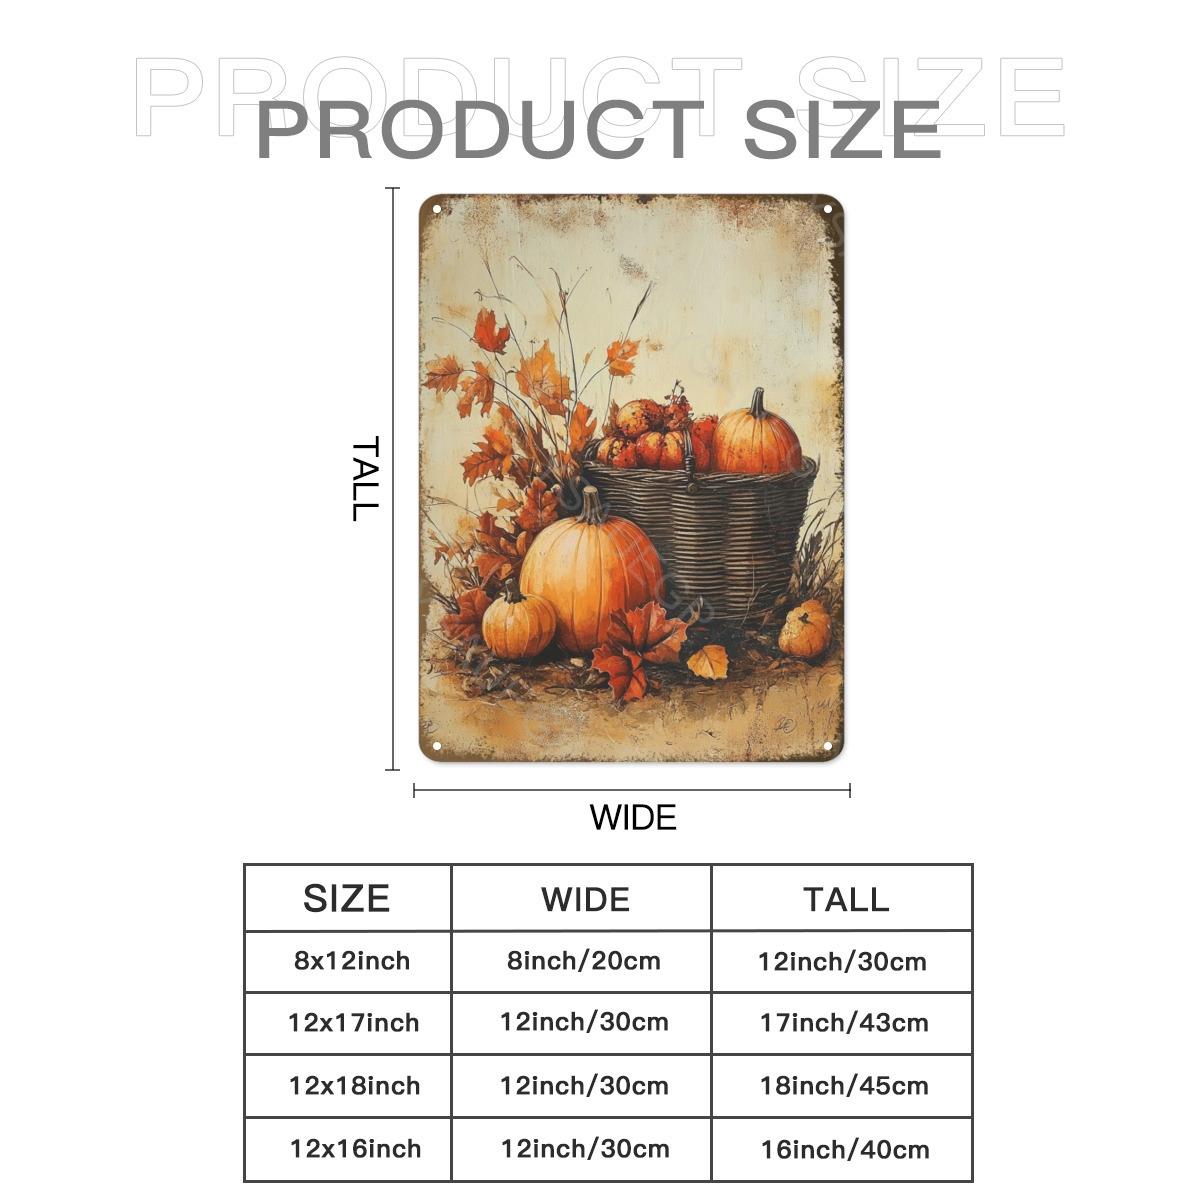 PRODUCT SIZE
PRODUCT SIZE
TALL
WIDE
SIZE WIDE TALL
8x12inch 8inch/20cm 12inch/30cm
12x17inch 12inch/30cm 17inch/43cm
12x18inch 12inch/30cm 18inch/45cm
12x16inch 12inch/30cm 16inch/40cm